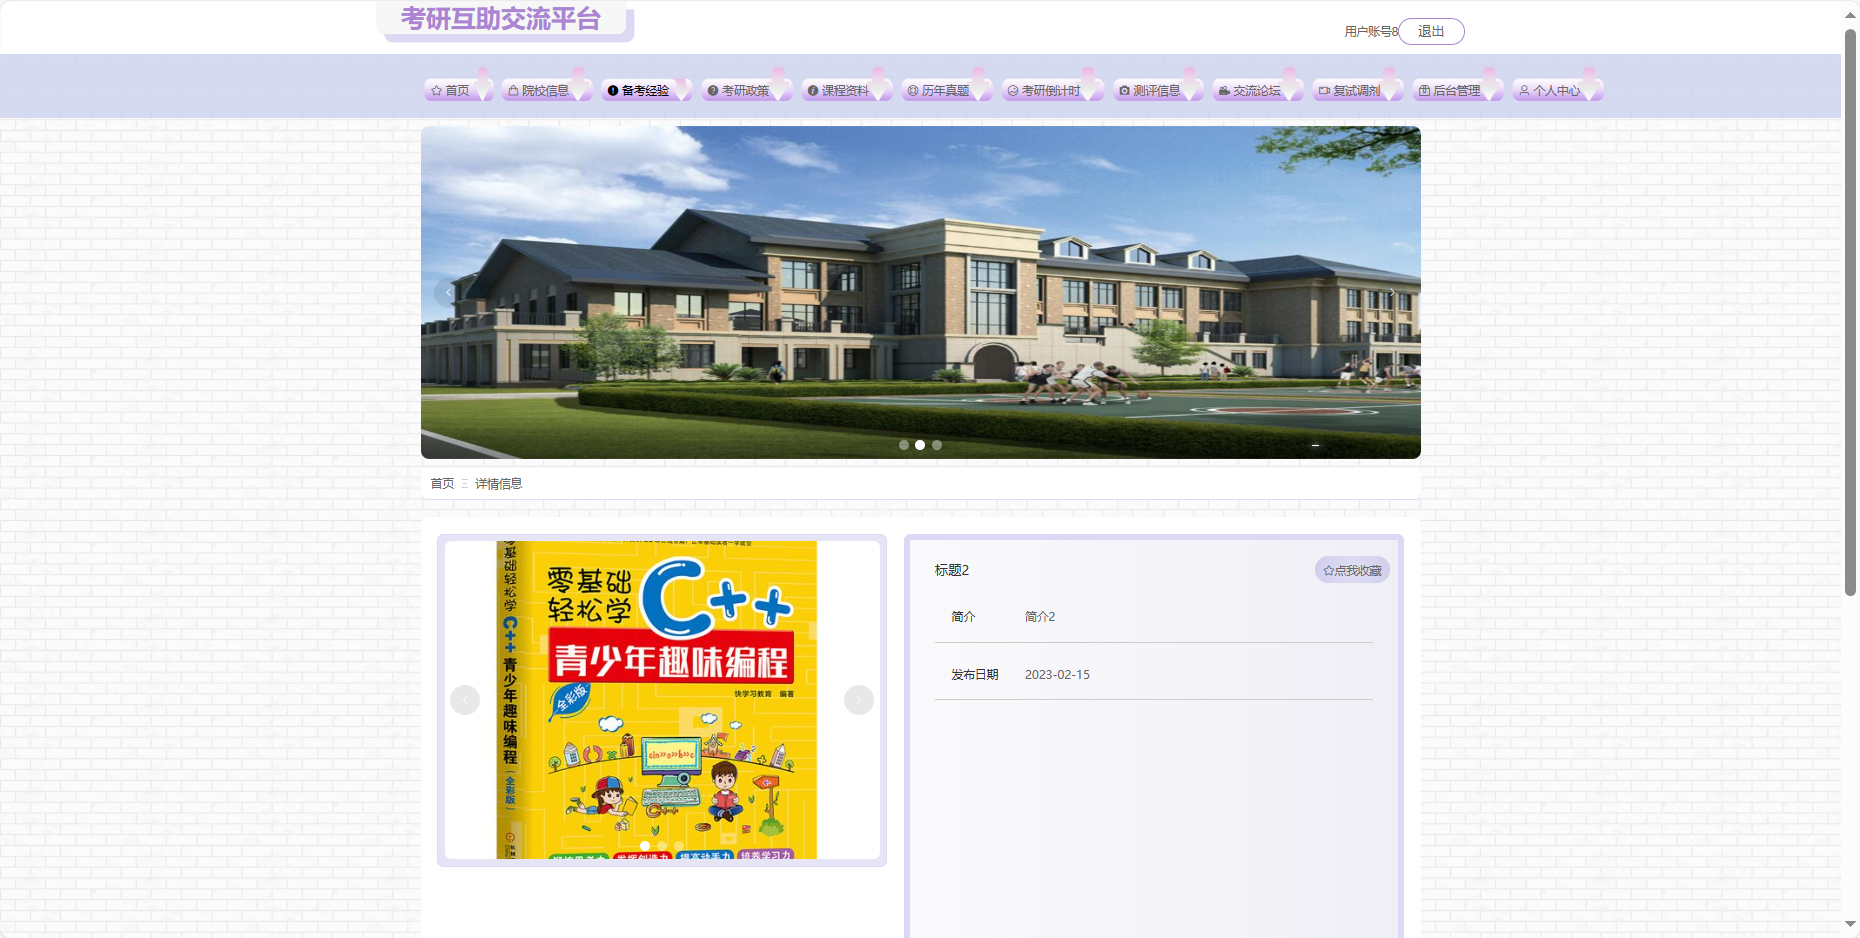 考研互助交流平台
用户账号8
退出
首页
院校信息
备考经验
考研政策
课程资料
历年真题
考研倒计时
测评信息
交流论坛
复试调剂
后台管理
个人中心
首页
详情信息
零基础轻松学C++青少年趣味编程(全彩版)
零基础
轻松学
C++
青少年趣味编程
全彩版
快学习教育 编著
cin>>a>>b>>c
C++
标题2
点我收藏
简介 简介2
发布日期 2023-02-15